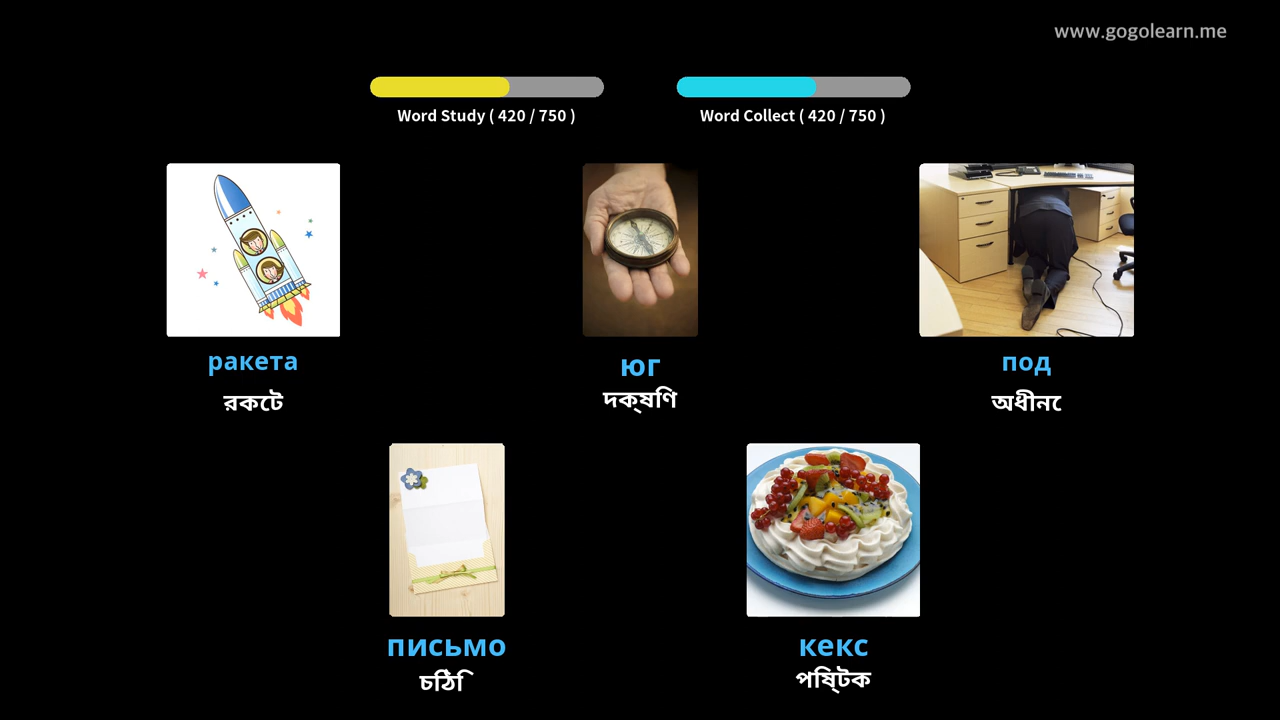 www.gogolearn.me
Word Study ( 420 / 750 )
Word Collect ( 420 / 750 )
ракета
রকেট
юг
দক্ষিণ
под
অধীনে
письмо
চিঠি
кекс
পিষ্টক